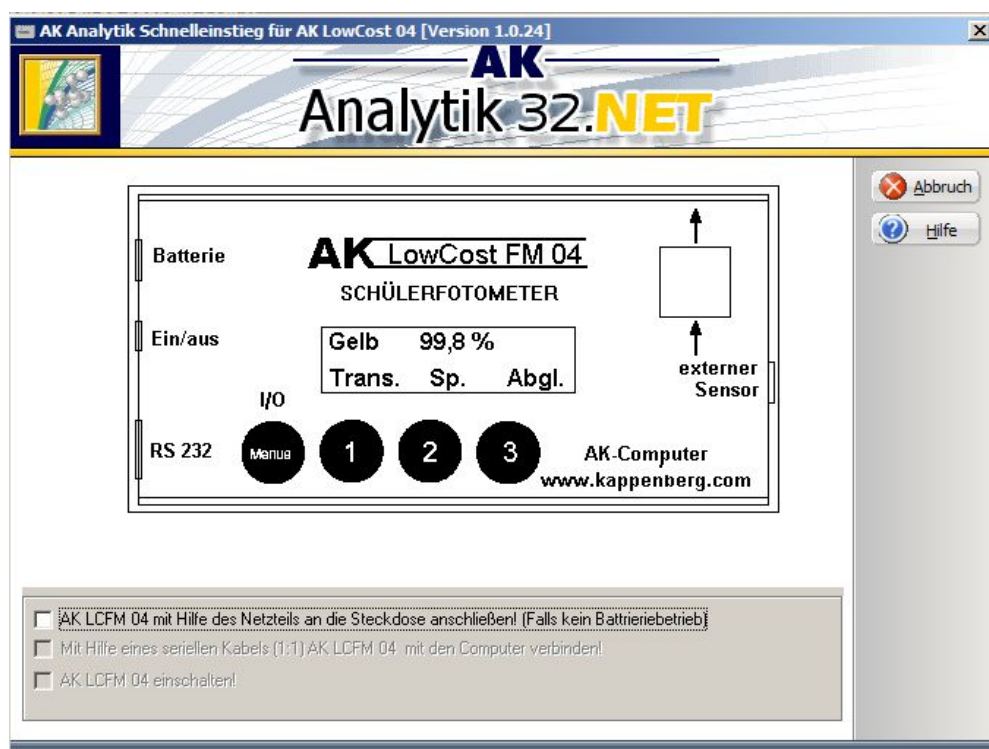 AK Analytik Schnelleinstieg für AK LowCost 04 [Version 1.0.24]
AK
Analytik 32.NET
Abbruch
Hilfe
Batterie
AK LowCost FM 04
SCHÜLERFOTOMETER
Ein/aus
Gelb 99,8 %
Trans. Sp. Abgl.
externer
Sensor
I/O
RS 232
Menue
1
2
3
AK-Computer
www.kappenberg.com
AK LCFM 04 mit Hilfe des Netzteils an die Steckdose anschließen! (Falls kein Battrieriebetrieb)
Mit Hilfe eines seriellen Kabels (1:1) AK LCFM 04 mit den Computer verbinden!
AK LCFM 04 einschalten!